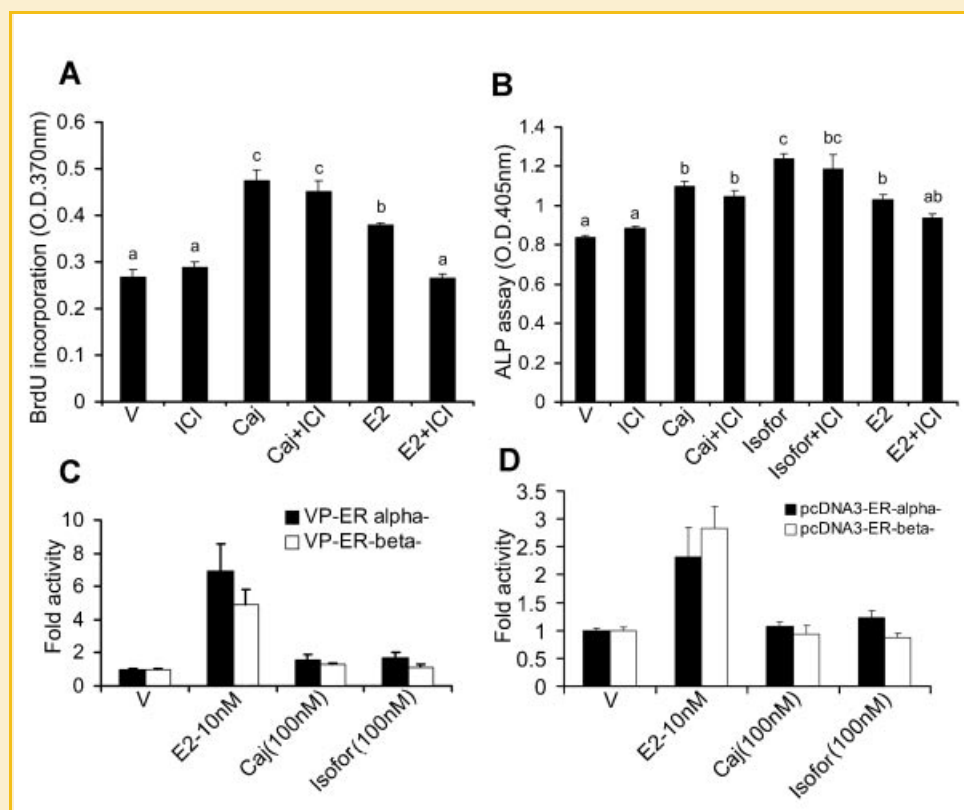 A
BrdU incorporation (O.D.370nm)
0.6
0.5
0.4
0.3
0.2
0.1
0
a
a
c
c
b
a
V
ICI
Caj
Caj+ICI
E2
E2+ICI
B
ALP assay (O.D.405nm)
1.4
1.2
1
0.8
0.6
0.4
0.2
0
a
a
b
b
c
bc
b
ab
V
ICI
Caj
Caj+ICI
Isofor
Isofor+ICI
E2
E2+ICI
C
Fold activity
10
8
6
4
2
0
VP-ER alpha-
VP-ER-beta-
V
E2-10nM
Caj(100nM)
Isofor(100nM)
D
Fold activity
3.5
3
2.5
2
1.5
1
0.5
0
pcDNA3-ER-alpha-
pcDNA3-ER-beta-
V
E2-10nM
Caj(100nM)
Isofor(100nM)